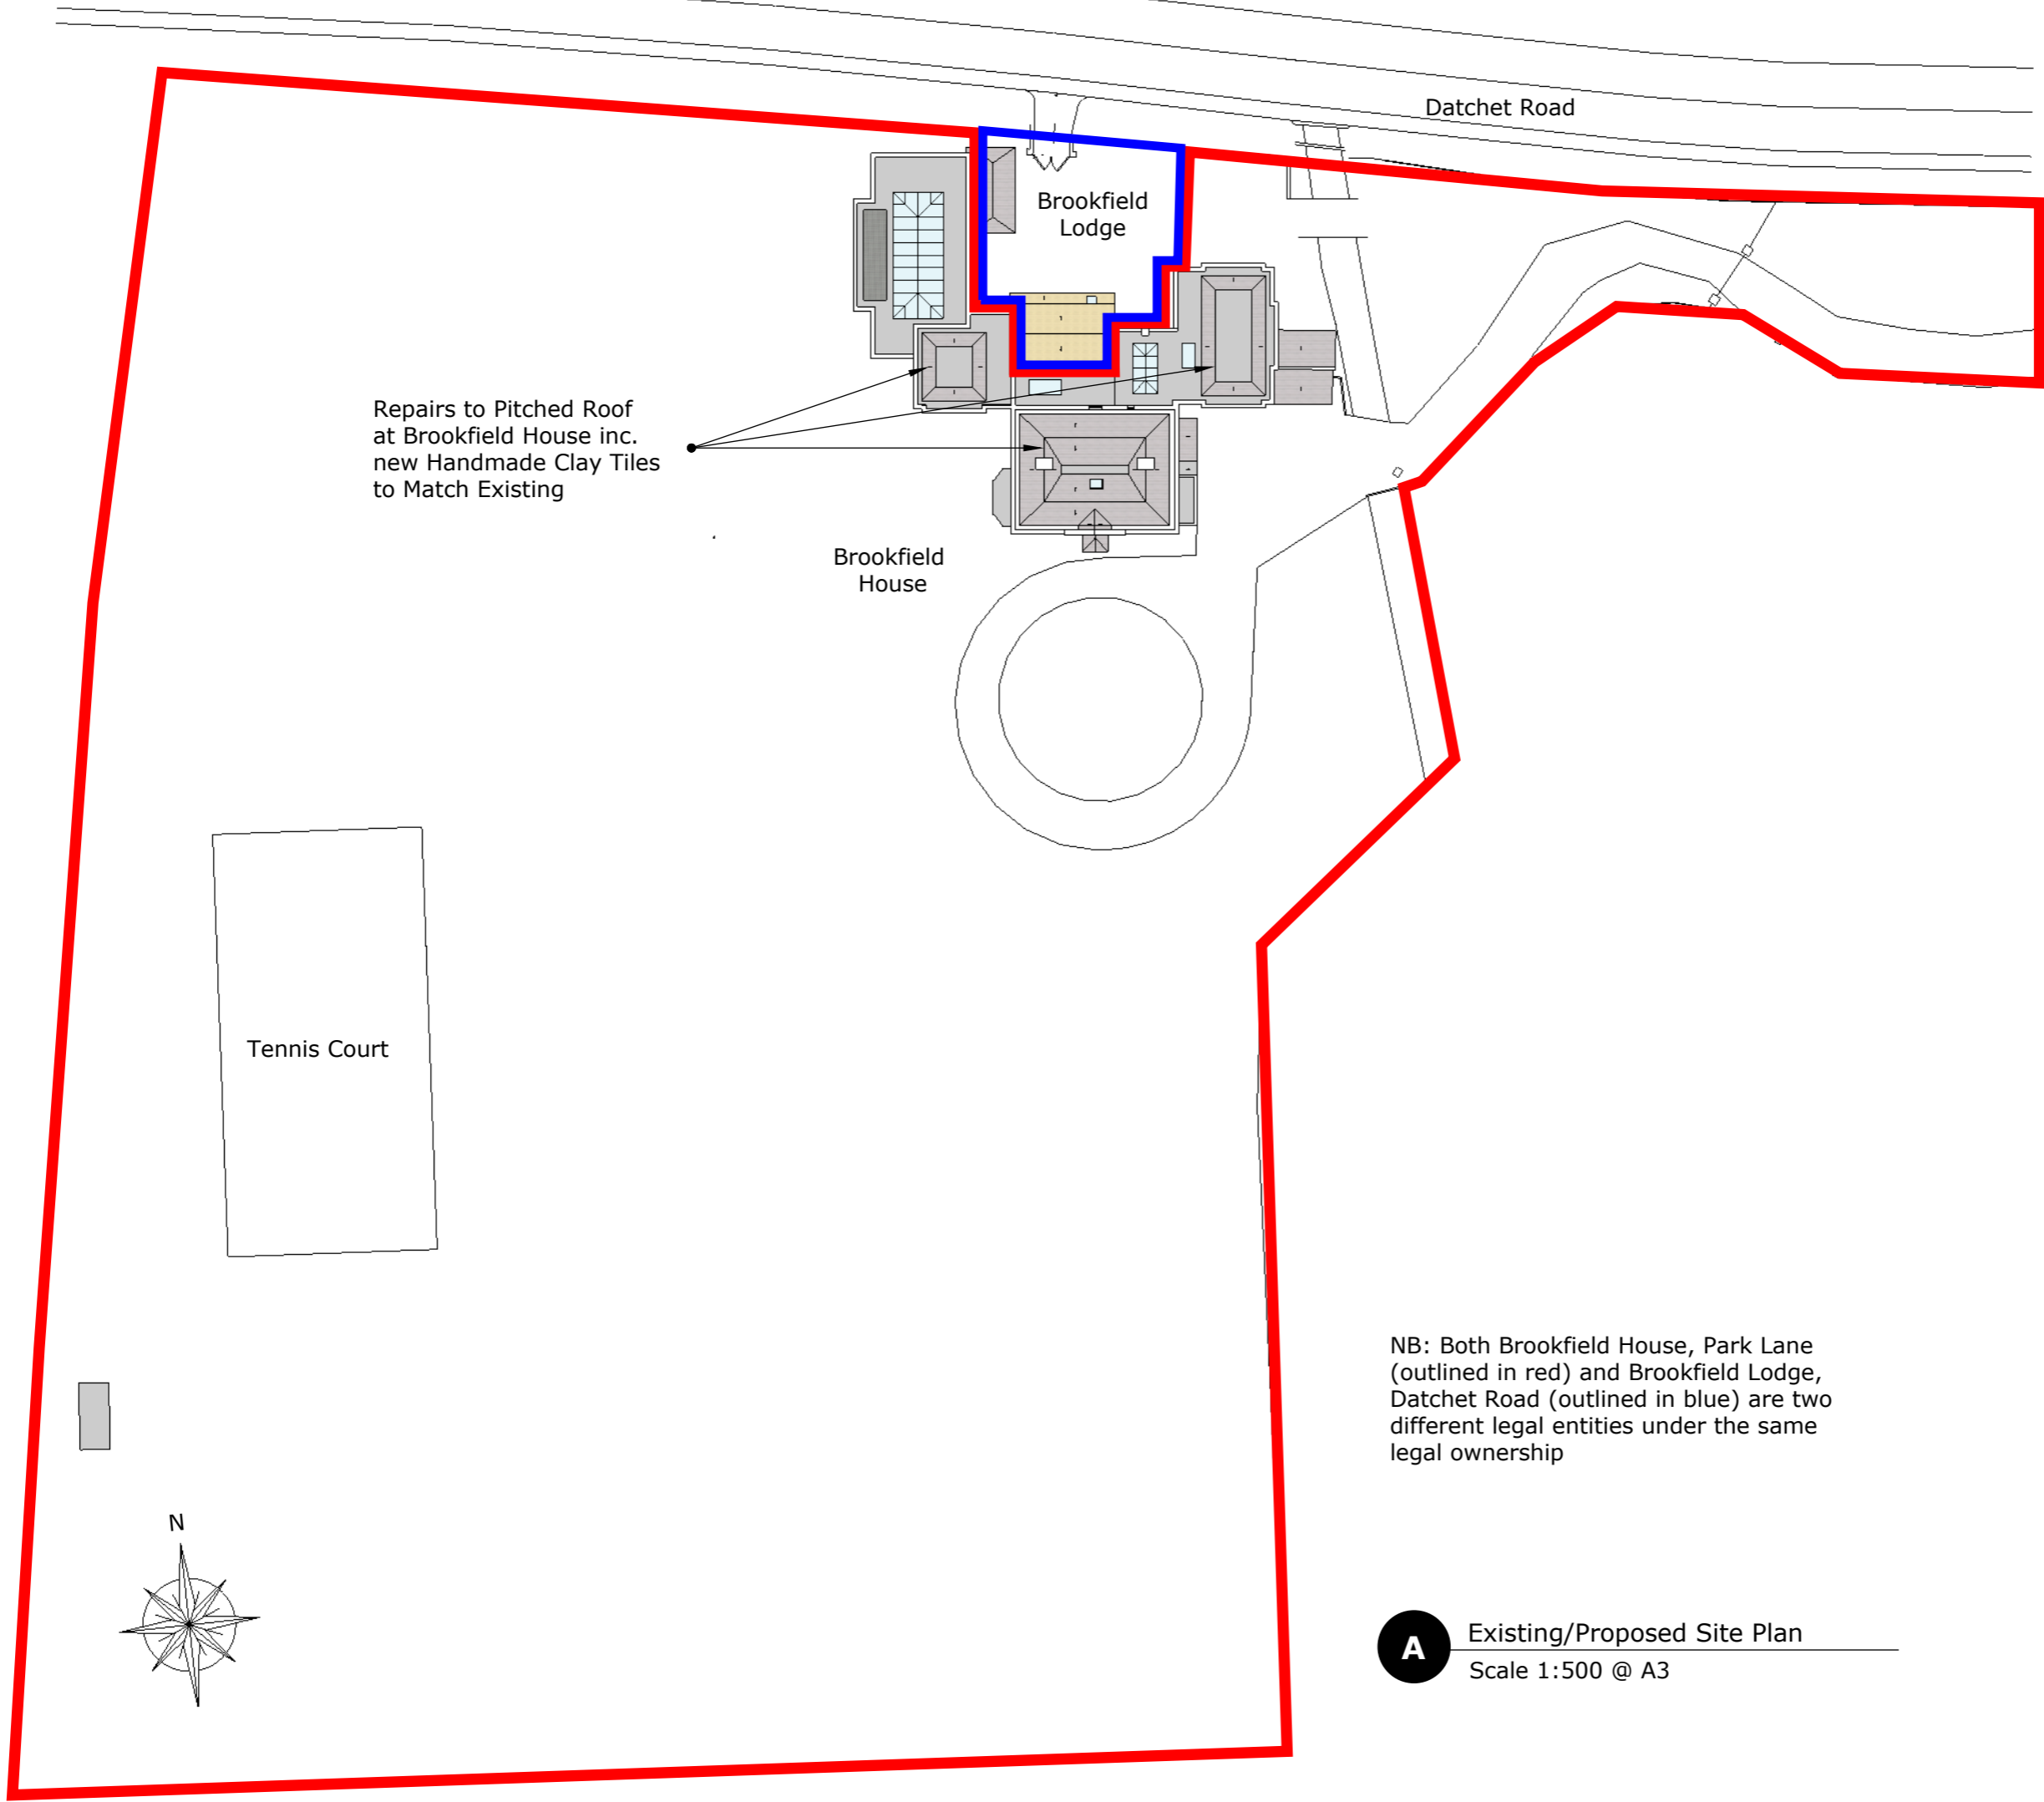 Datchet Road
Brookfield
Lodge
Repairs to Pitched Roof
at Brookfield House inc.
new Handmade Clay Tiles
to Match Existing
Brookfield
House
Tennis Court
NB: Both Brookfield House, Park Lane
(outlined in red) and Brookfield Lodge,
Datchet Road (outlined in blue) are two
different legal entities under the same
legal ownership
N
A
Existing/Proposed Site Plan
Scale 1:500 @ A3